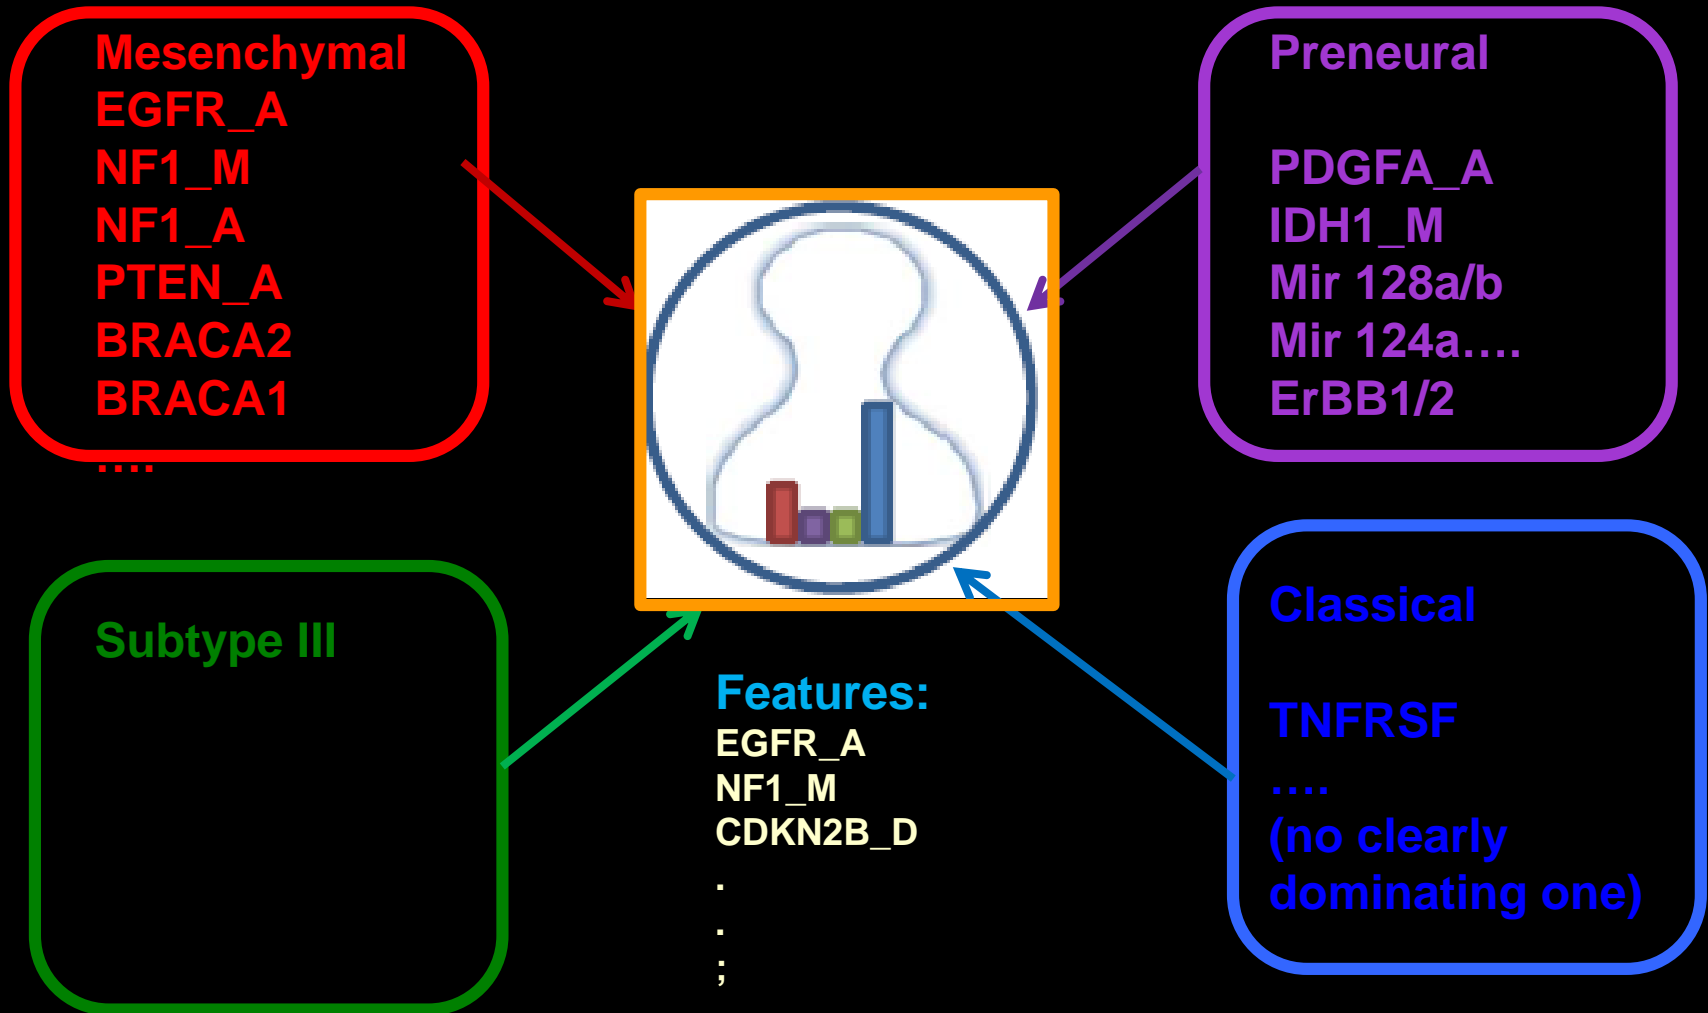 Mesenchymal
EGFR_A
NF1_M
NF1_A
PTEN_A
BRACA2
BRACA1
....
Preneural
PDGFA_A
IDH1_M
Mir 128a/b
Mir 124a....
ErBB1/2
Subtype III
Features:
EGFR_A
NF1_M
CDKN2B_D
.
.
;
Classical
TNFRSF
....
(no clearly
dominating one)